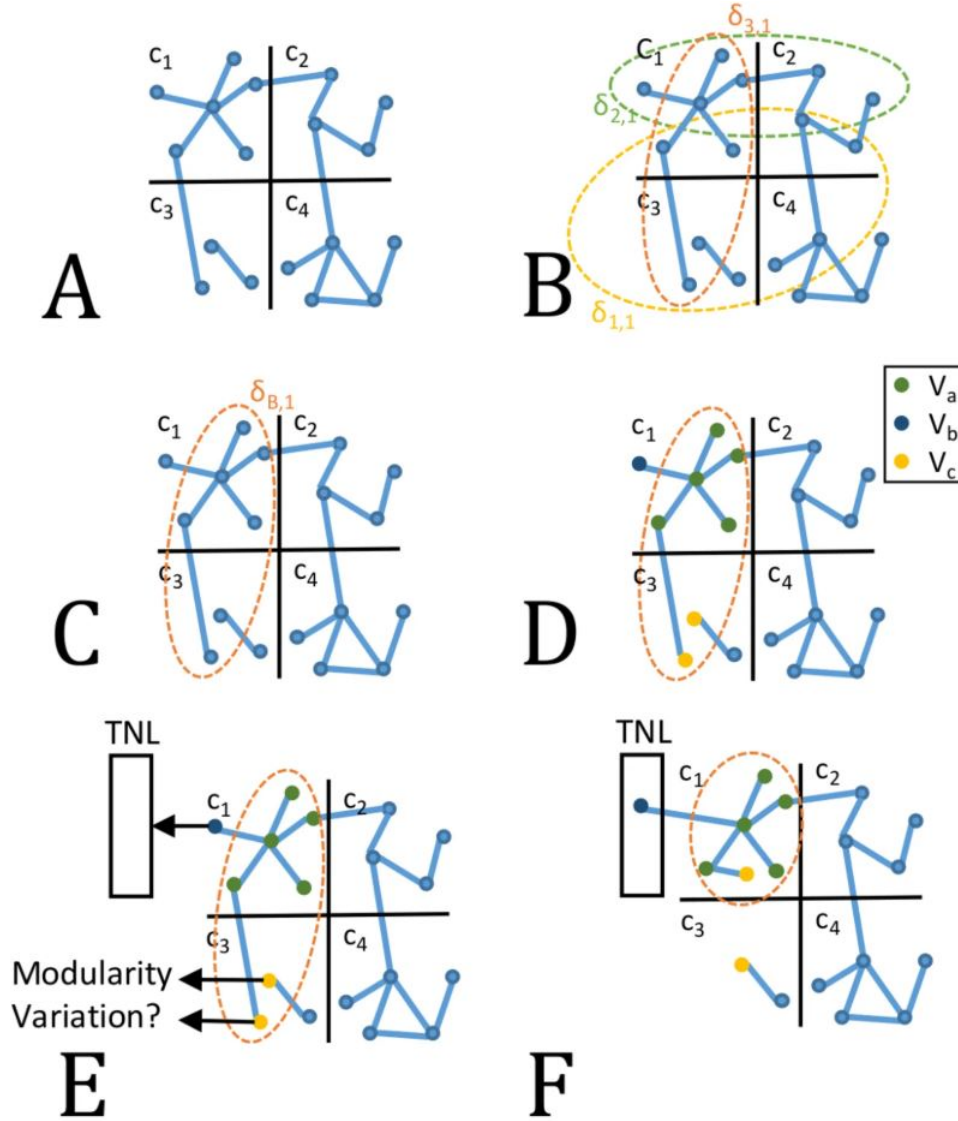 c1 c2
c3 c4
A
δ3,1
C1 c2
δ2,1
c3 c4
B
δ1,1
δB,1
c1 c2
c3 c4
C
Va
Vb
Vc
c1 c2
c3 c4
D
TNL
c1 c2
c3 c4
Modularity
Variation?
E
TNL
c1 c2
c3 c4
F